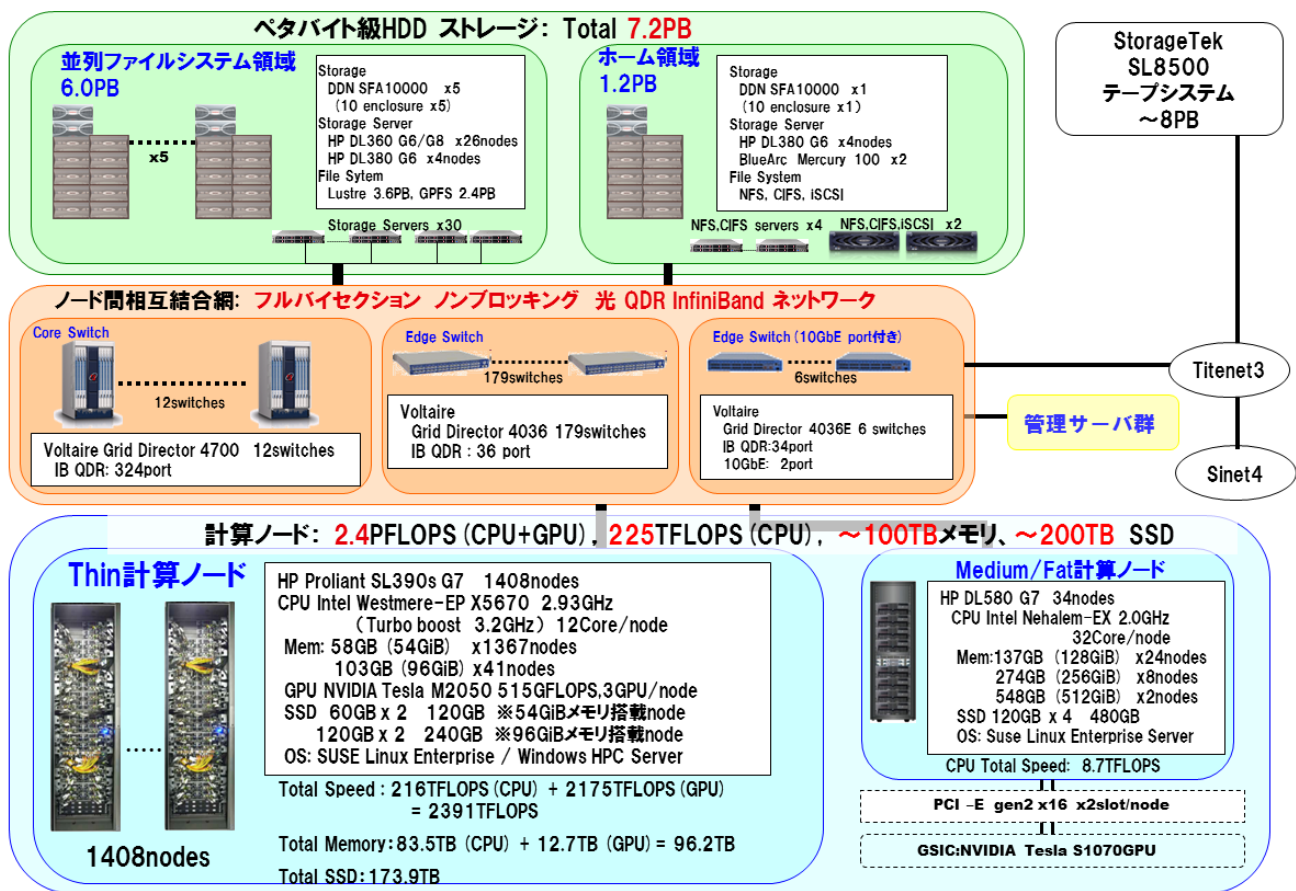 ペタバイト級HDD ストレージ: Total 7.2PB
並列ファイルシステム領域
6.0PB
x5
Storage
DDN SFA10000 x5
(10 enclosure x5)
Storage Server
HP DL360 G6/G8 x26nodes
HP DL380 G6 x4nodes
File Sytem
Lustre 3.6PB, GPFS 2.4PB
Storage Servers x30
ホーム領域
1.2PB
Storage
DDN SFA10000 x1
(10 enclosure x1)
Storage Server
HP DL380 G6 x4nodes
BlueArc Mercury 100 x2
File System
NFS, CIFS, iSCSI
NFS,CIFS servers x4
NFS,CIFS,iSCSI x2
StorageTek
SL8500
テープシステム
~8PB
ノード間相互結合網: フルバイセクション ノンブロッキング 光 QDR InfiniBand ネットワーク
Core Switch
12switches
Voltaire Grid Director 4700 12switches
IB QDR: 324port
Edge Switch
179switches
Voltaire
Grid Director 4036 179switches
IB QDR : 36 port
Edge Switch (10GbE port付き)
6switches
Voltaire
Grid Director 4036E 6 switches
IB QDR:34port
10GbE: 2port
Titenet3
管理サーバ群
Sinet4
計算ノード: 2.4PFLOPS (CPU+GPU), 225TFLOPS (CPU), ~100TBメモリ、~200TB SSD
Thin計算ノード
1408nodes
HP Proliant SL390s G7 1408nodes
CPU Intel Westmere-EP X5670 2.93GHz
(Turbo boost 3.2GHz) 12Core/node
Mem: 58GB (54GiB) x1367nodes
103GB (96GiB) x41nodes
GPU NVIDIA Tesla M2050 515GFLOPS,3GPU/node
SSD 60GB x 2 120GB ※54GiBメモリ搭載node
120GB x 2 240GB ※96GiBメモリ搭載node
OS: SUSE Linux Enterprise / Windows HPC Server
Total Speed : 216TFLOPS (CPU) + 2175TFLOPS (GPU)
= 2391TFLOPS
Total Memory: 83.5TB (CPU) + 12.7TB (GPU) = 96.2TB
Total SSD: 173.9TB
Medium/Fat計算ノード
HP DL580 G7 34nodes
CPU Intel Nehalem-EX 2.0GHz
32Core/node
Mem:137GB (128GiB) x24nodes
274GB (256GiB) x8nodes
548GB (512GiB) x2nodes
SSD 120GB x 4 480GB
OS: Suse Linux Enterprise Server
CPU Total Speed: 8.7TFLOPS
PCI –E gen2 x16 x2slot/node
GSIC:NVIDIA Tesla S1070GPU